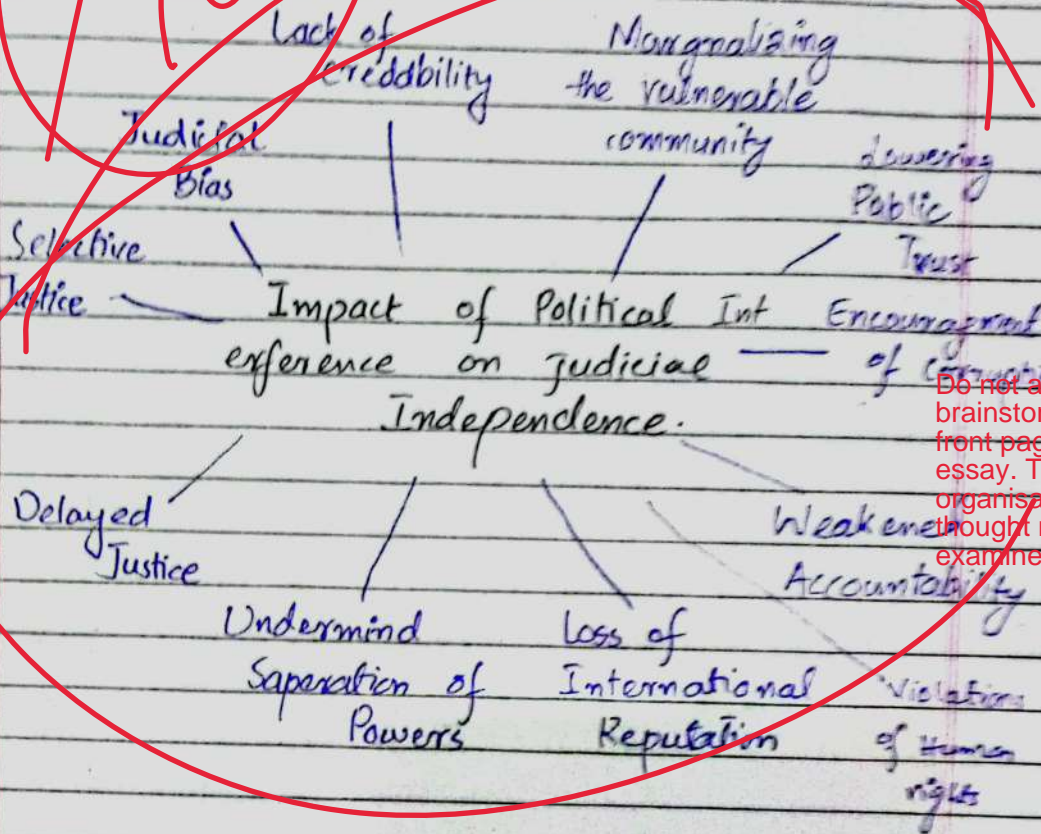 Lack of
creddbility
Marginalizing
the vulnerable
community
Judicial
Bias
Lowering
Public
Trust
Selective
Justice
Impact of Political Int
erference on judicial
Independence.
Encouragement
of
Delayed
Justice
Undermind
Saperation of
Powers
Loss of
International
Reputation
Weakened
Accountability
Violations
of Human
rights
Do not a
brainstor
front pag
essay. T
organisa
thought
examine